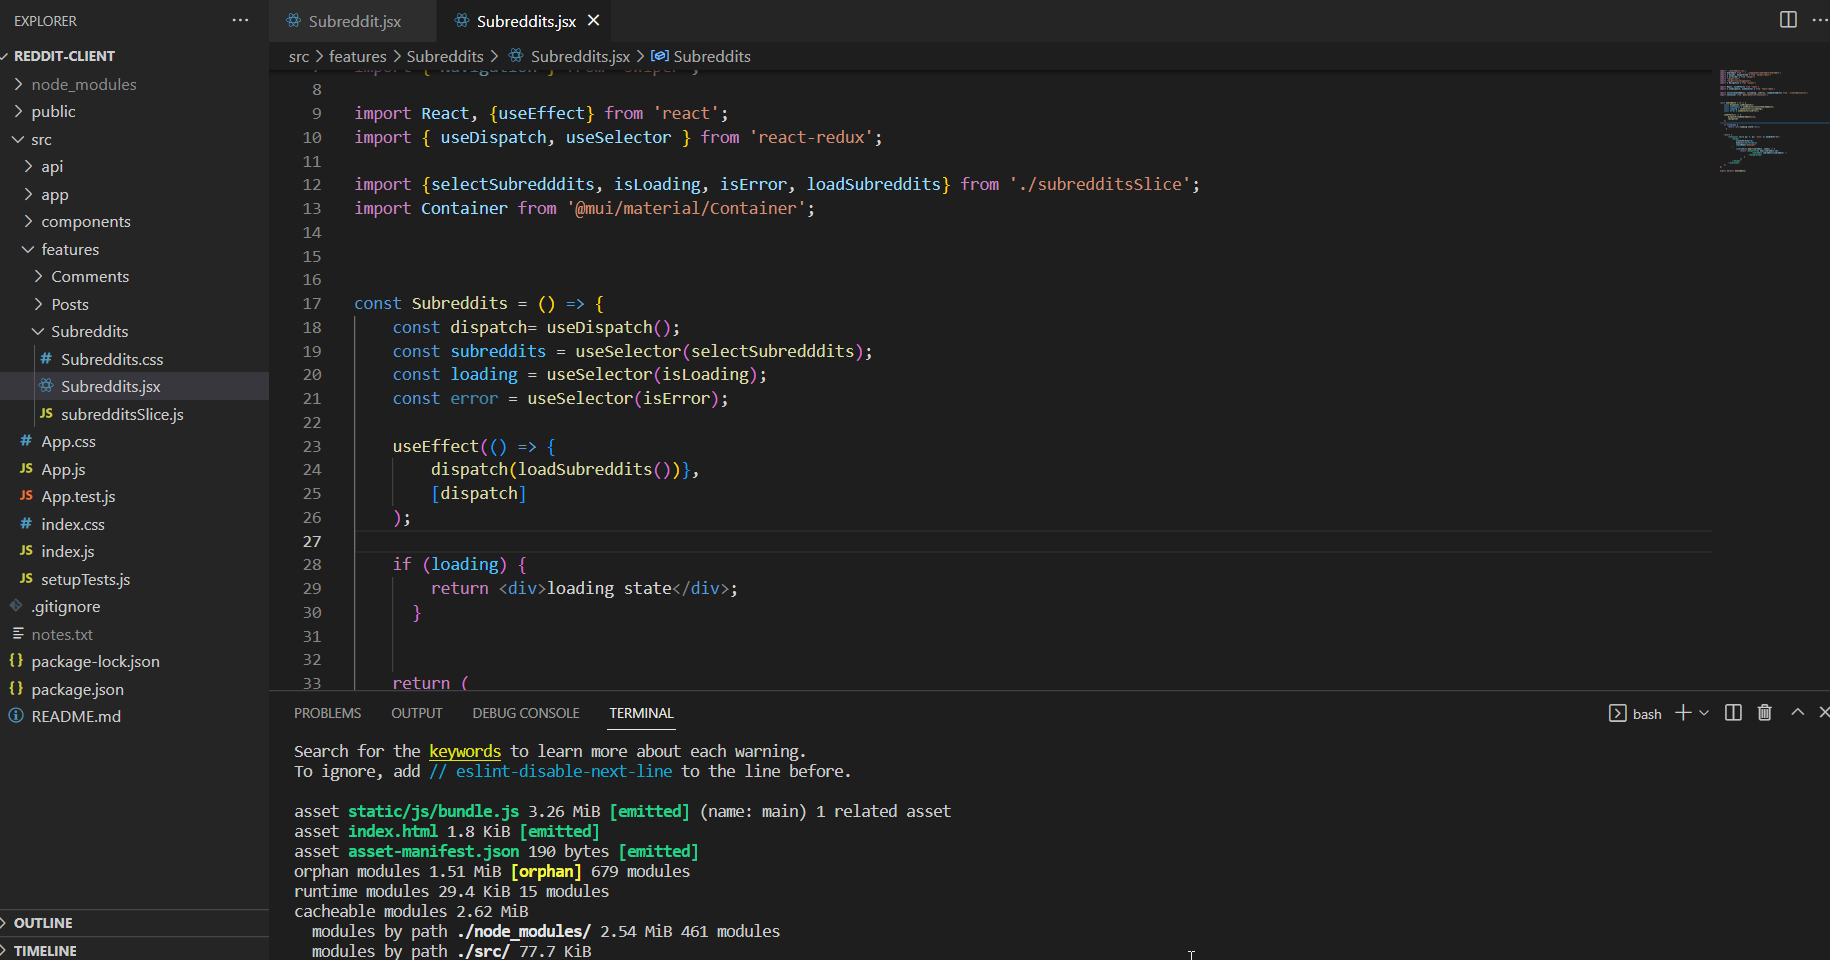 EXPLORER
REDDIT-CLIENT
node_modules
public
src
api
app
components
features
Comments
Posts
Subreddits
# Subreddits.css
Subreddits.jsx
JS subredditsSlice.js
# App.css
JS App.js
JS App.test.js
# index.css
JS index.js
JS setupTests.js
.gitignore
notes.txt
{} package-lock.json
{} package.json
README.md
OUTLINE
TIMELINE
Subreddit.jsx
Subreddits.jsx
src > features > Subreddits > Subreddits.jsx > Subreddits
8
9 import React, {useEffect} from 'react';
10 import { useDispatch, useSelector } from 'react-redux';
11
12 import {selectSubredddits, isLoading, isError, loadSubreddits} from './subredditsSlice';
13 import Container from '@mui/material/Container';
14
15
16
17 const Subreddits = () => {
18 const dispatch= useDispatch();
19 const subreddits = useSelector(selectSubredddits);
20 const loading = useSelector(isLoading);
21 const error = useSelector(isError);
22
23 useEffect(() => {
24 dispatch(loadSubreddits())},
25 [dispatch]
26 );
27
28 if (loading) {
29 return <div>loading state</div>;
30 }
31
32
33 return (
PROBLEMS OUTPUT DEBUG CONSOLE TERMINAL
bash
Search for the keywords to learn more about each warning.
To ignore, add // eslint-disable-next-line to the line before.
asset static/js/bundle.js 3.26 MiB [emitted] (name: main) 1 related asset
asset index.html 1.8 KiB [emitted]
asset asset-manifest.json 190 bytes [emitted]
orphan modules 1.51 MiB [orphan] 679 modules
runtime modules 29.4 KiB 15 modules
cacheable modules 2.62 MiB
modules by path ./node_modules/ 2.54 MiB 461 modules
modules by path ./src/ 77.7 KiB